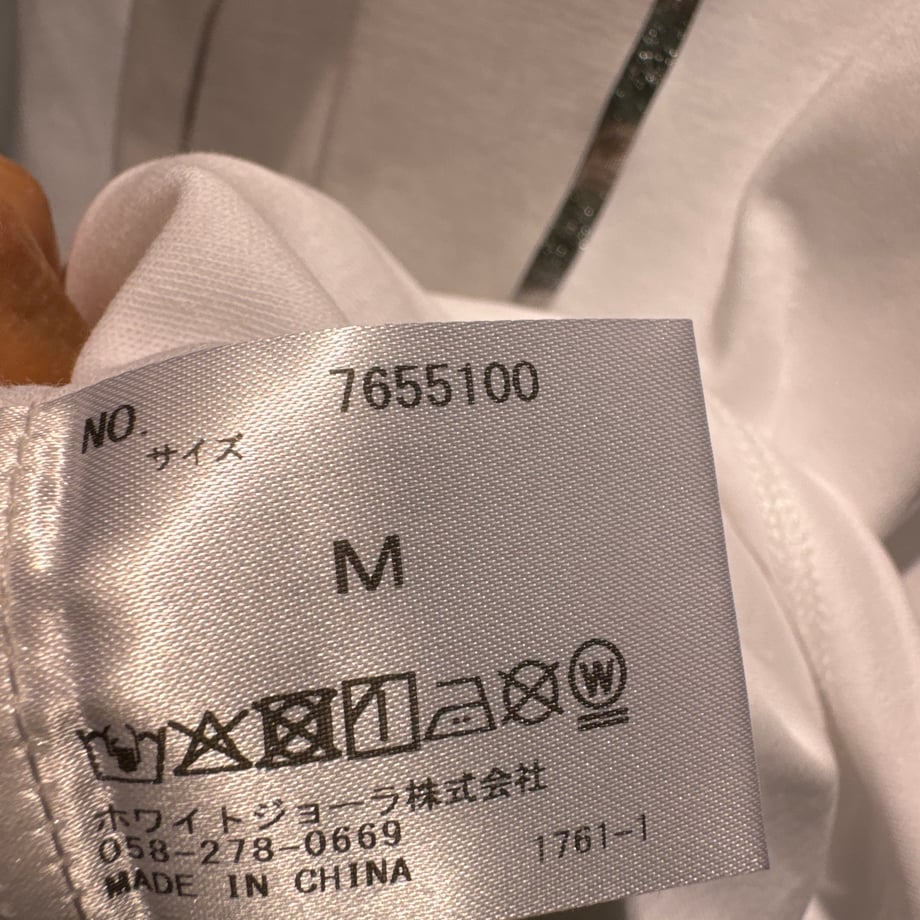 NO. 7655100
サイズ
M
W
ホワイトジョーラ株式会社
058-278-0669
1761-1
MADE IN CHINA